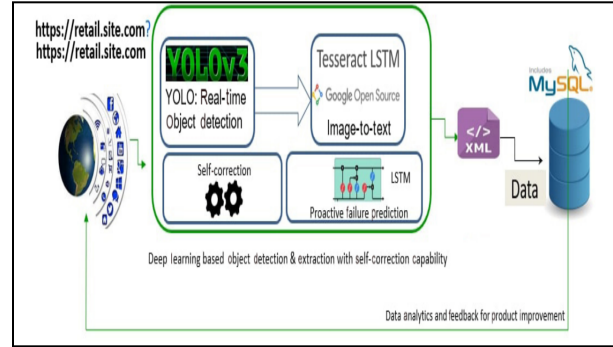 https://retail.site.com?
https://retail.site.com
YOLOv3
YOLO: Real-time
Object detection
Tesseract LSTM
Google Open Source
Image-to-text
Self-correction
LSTM
Proactive failure prediction
</>
XML
Data
Includes
MySQL®
Deep learning based object detection & extraction with self-correction capability
Data analytics and feedback for product improvement